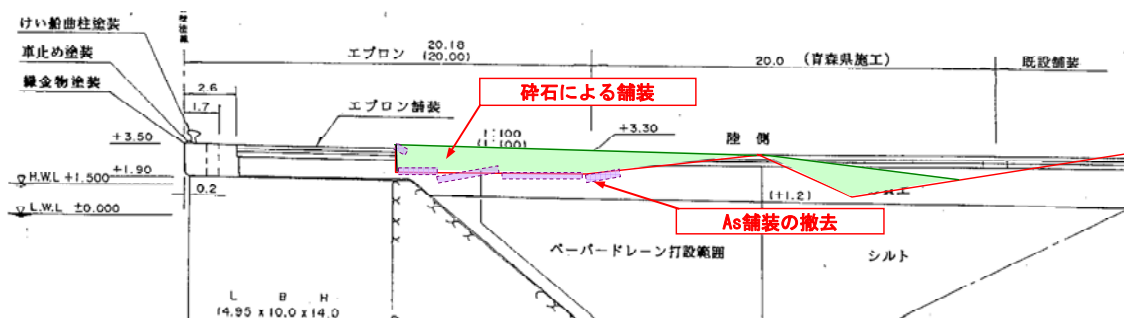 けい船曲柱塗装
車止め塗装
縁金物塗装
エプロン
20.18
(20.00)
20.0 (青森県施工)
既設舗装
2.6
1.7
エプロン舗装
砕石による舗装
+3.50
1:100
(1:100)
+3.30
陸側
+1.90
H.W.L +1.500
0.2
L.W.L ±0.000
(+1.2)
As舗装の撤去
ペーパードレーン打設範囲
シルト
L B H
14.95 x 10.0 x 14.0